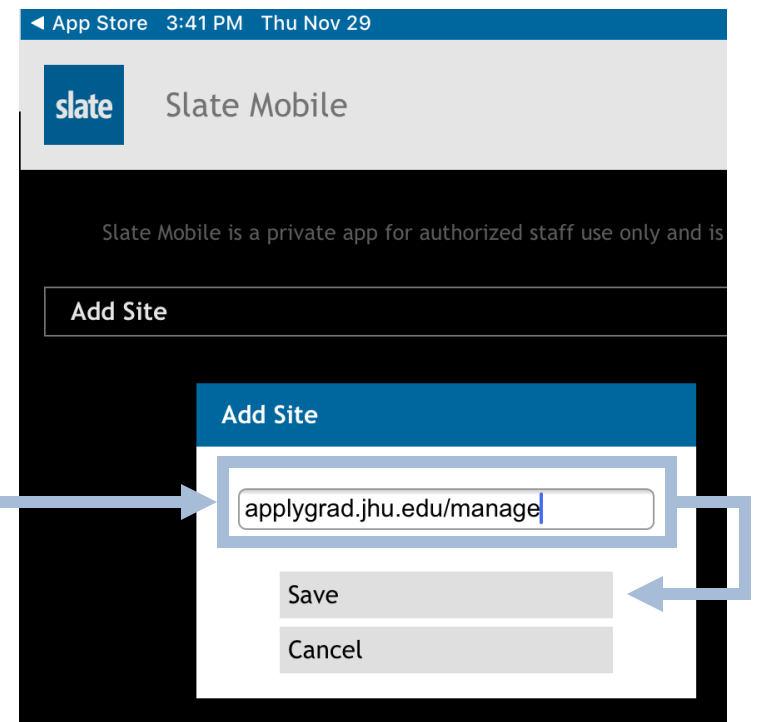 ◀ App Store 3:41 PM Thu Nov 29
slate Slate Mobile
Slate Mobile is a private app for authorized staff use only and is
Add Site
Add Site
applygrad.jhu.edu/manage
Save
Cancel